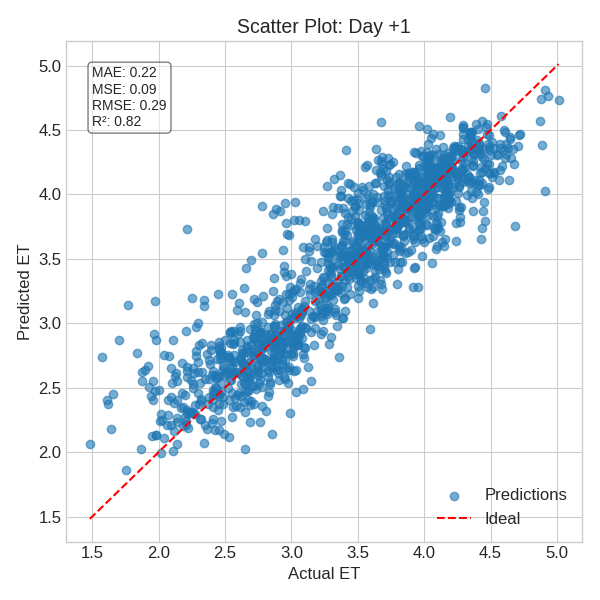 Scatter Plot: Day +1
MAE: 0.22
MSE: 0.09
RMSE: 0.29
R²: 0.82
5.0
4.5
4.0
3.5
3.0
2.5
2.0
1.5
Predicted ET
Predictions
Ideal
1.5 2.0 2.5 3.0 3.5 4.0 4.5 5.0
Actual ET